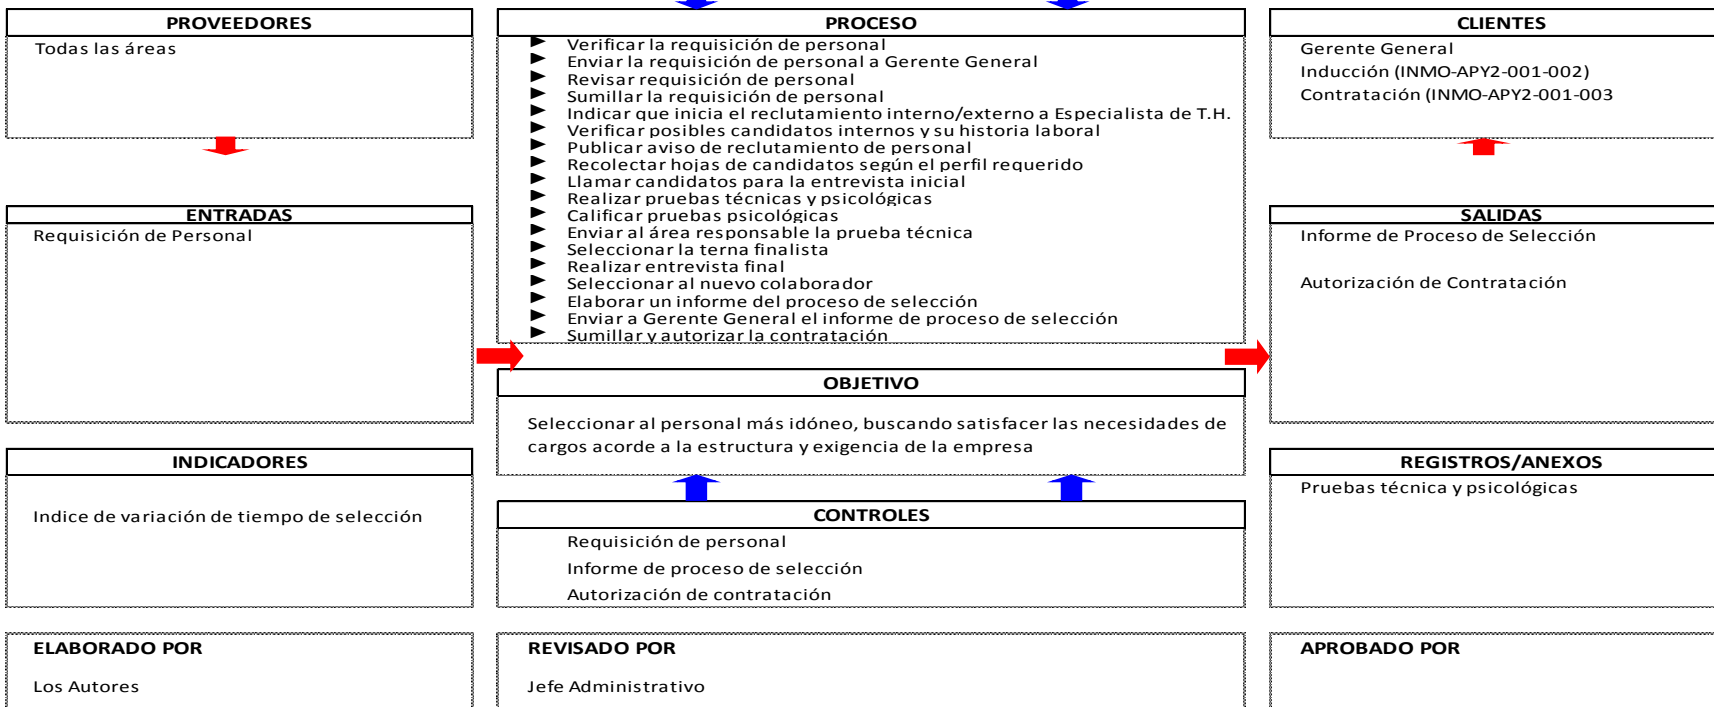 PROVEEDORES
Todas las áreas
PROCESO
Verificar la requisición de personal
Enviar la requisición de personal a Gerente General
Revisar requisición de personal
Sumillar la requisición de personal
Indicar que inicia el reclutamiento interno/externo a Especialista de T.H.
Verificar posibles candidatos internos y su historia laboral
Publicar aviso de reclutamiento de personal
Recolectar hojas de candidatos según el perfil requerido
Llamar candidatos para la entrevista inicial
Realizar pruebas técnicas y psicológicas
Calificar pruebas psicológicas
Enviar al área responsable la prueba técnica
Seleccionar la terna finalista
Realizar entrevista final
Seleccionar al nuevo colaborador
Elaborar un informe del proceso de selección
Enviar a Gerente General el informe de proceso de selección
Sumillar y autorizar la contratación
CLIENTES
Gerente General
Inducción (INMO-APY2-001-002)
Contratación (INMO-APY2-001-003
ENTRADAS
Requisición de Personal
SALIDAS
Informe de Proceso de Selección
Autorización de Contratación
OBJETIVO
Seleccionar al personal más idóneo, buscando satisfacer las necesidades de
cargos acorde a la estructura y exigencia de la empresa
INDICADORES
Indice de variación de tiempo de selección
CONTROLES
Requisición de personal
Informe de proceso de selección
Autorización de contratación
REGISTROS/ANEXOS
Pruebas técnica y psicológicas
ELABORADO POR
Los Autores
REVISADO POR
Jefe Administrativo
APROBADO POR